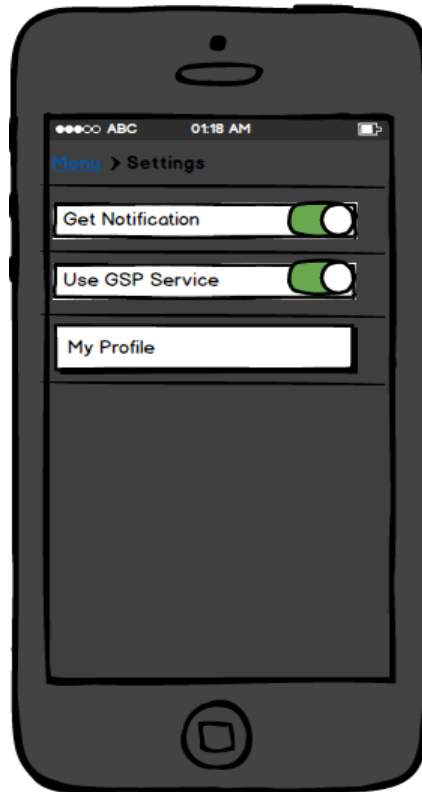 ABC 01:18 AM
Menu > Settings
Get Notification
Use GSP Service
My Profile